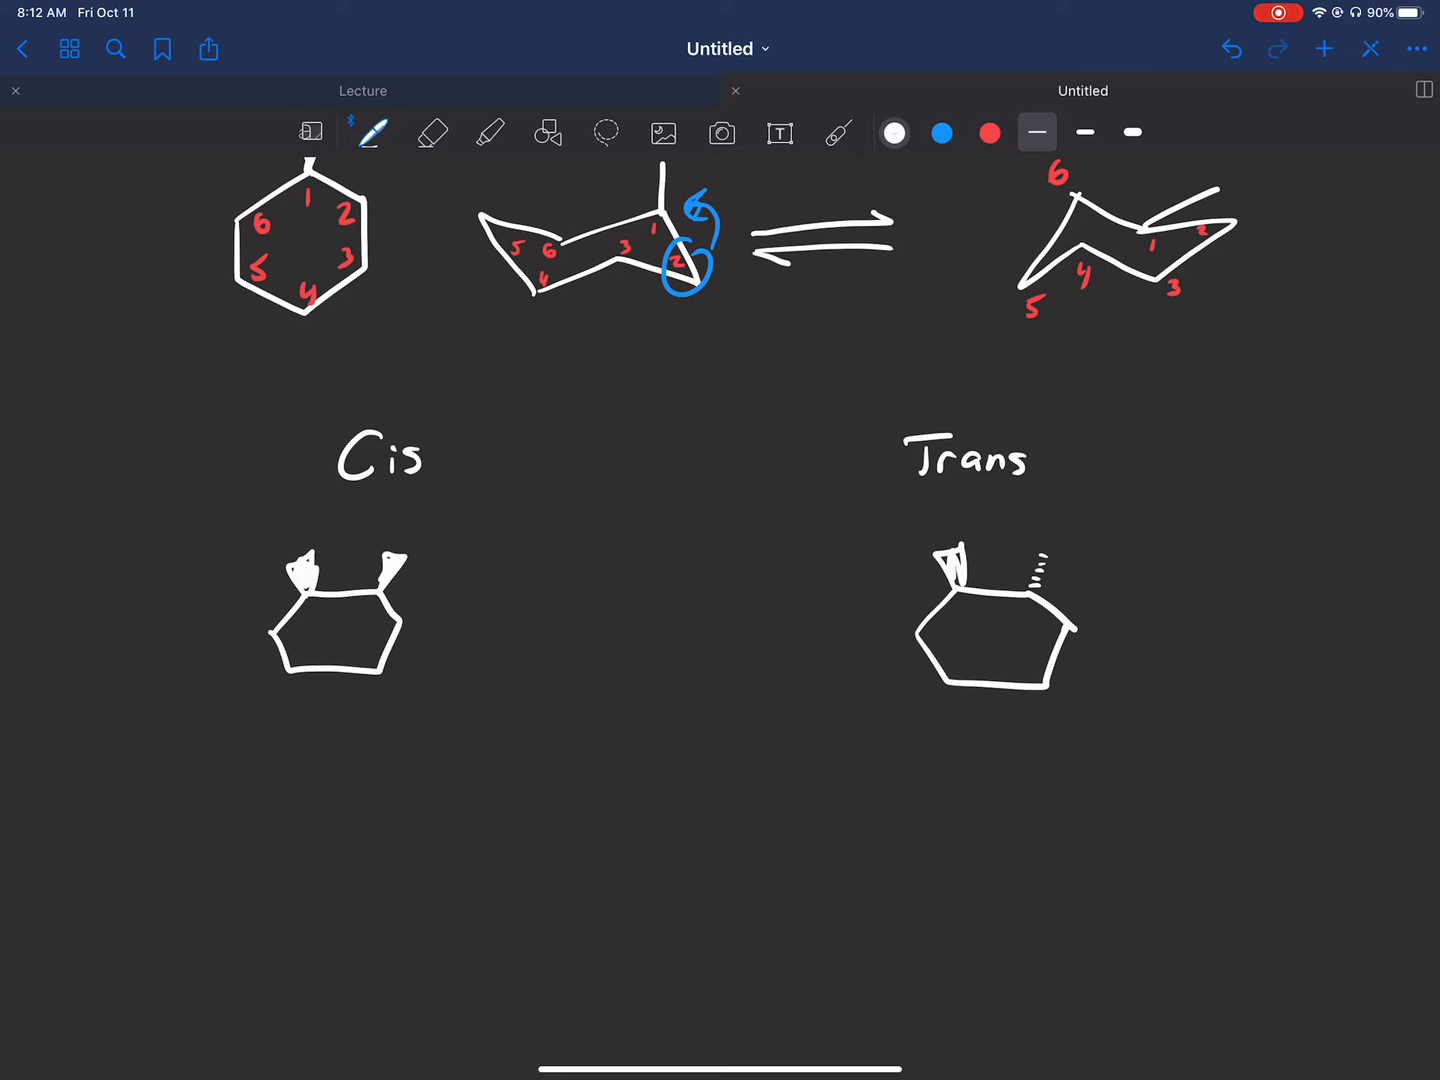 8:12 AM Fri Oct 11
90%
Untitled
Lecture
Untitled
T
1
6 2
5 3
4
1
5 6 3
2
4
6
1 2
4
5 3
Cis
Trans